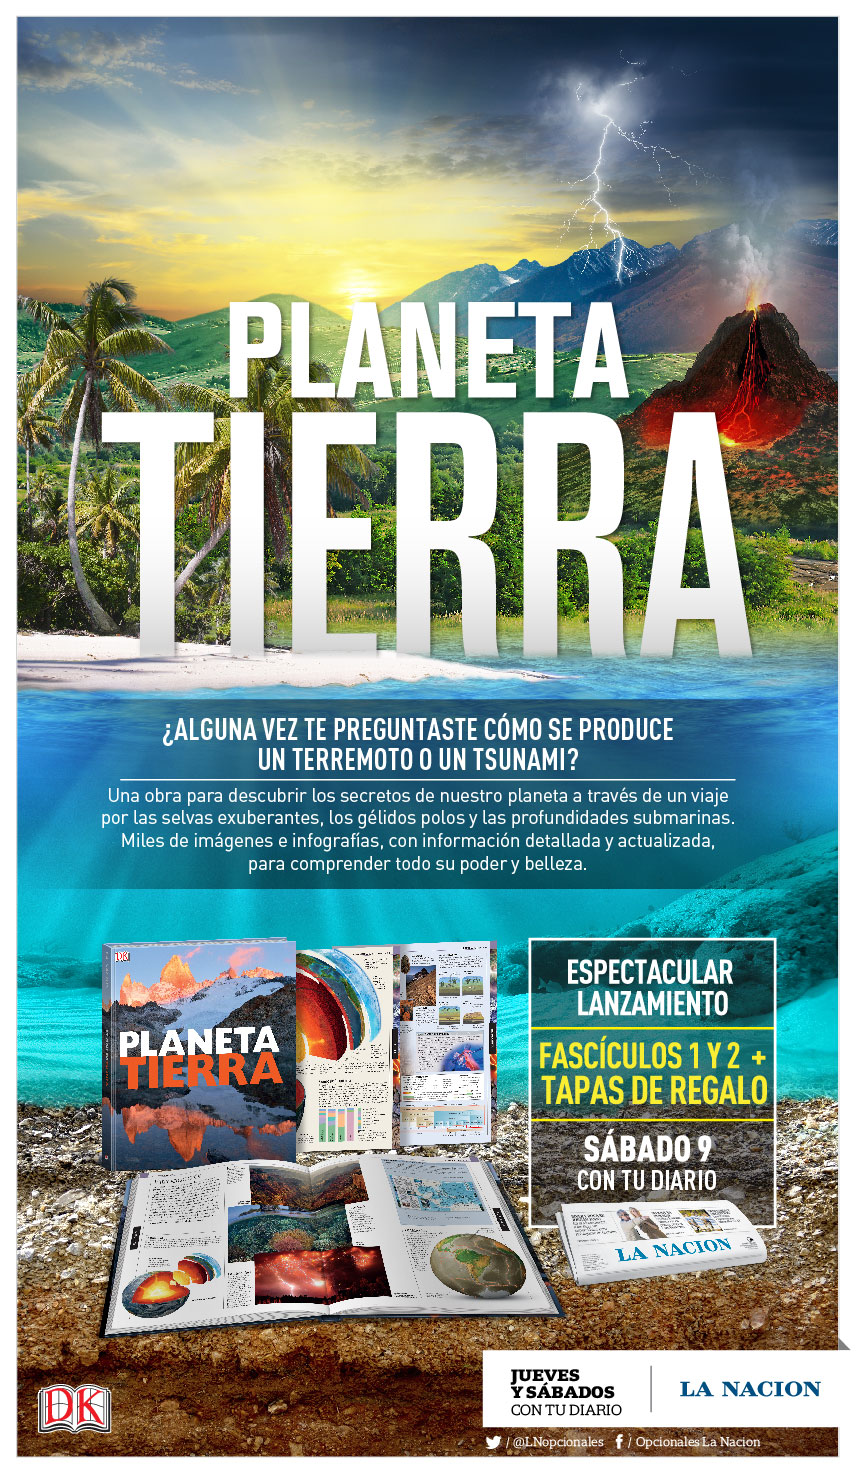 PLANETA
TIERRA
¿ALGUNA VEZ TE PREGUNTASTE CÓMO SE PRODUCE
UN TERREMOTO O UN TSUNAMI?
Una obra para descubrir los secretos de nuestro planeta a través de un viaje
por las selvas exuberantes, los gélidos polos y las profundidades submarinas.
Miles de imágenes e infografías, con información detallada y actualizada,
para comprender todo su poder y belleza.
DK
PLANETA
TIERRA
ESPECTACULAR
LANZAMIENTO
FASCÍCULOS 1 Y 2 +
TAPAS DE REGALO
SÁBADO 9
CON TU DIARIO
LA NACION
JUEVES
Y SÁBADOS
CON TU DIARIO
LA NACION
DK
/ @LNopcionales / Opcionales La Nacion